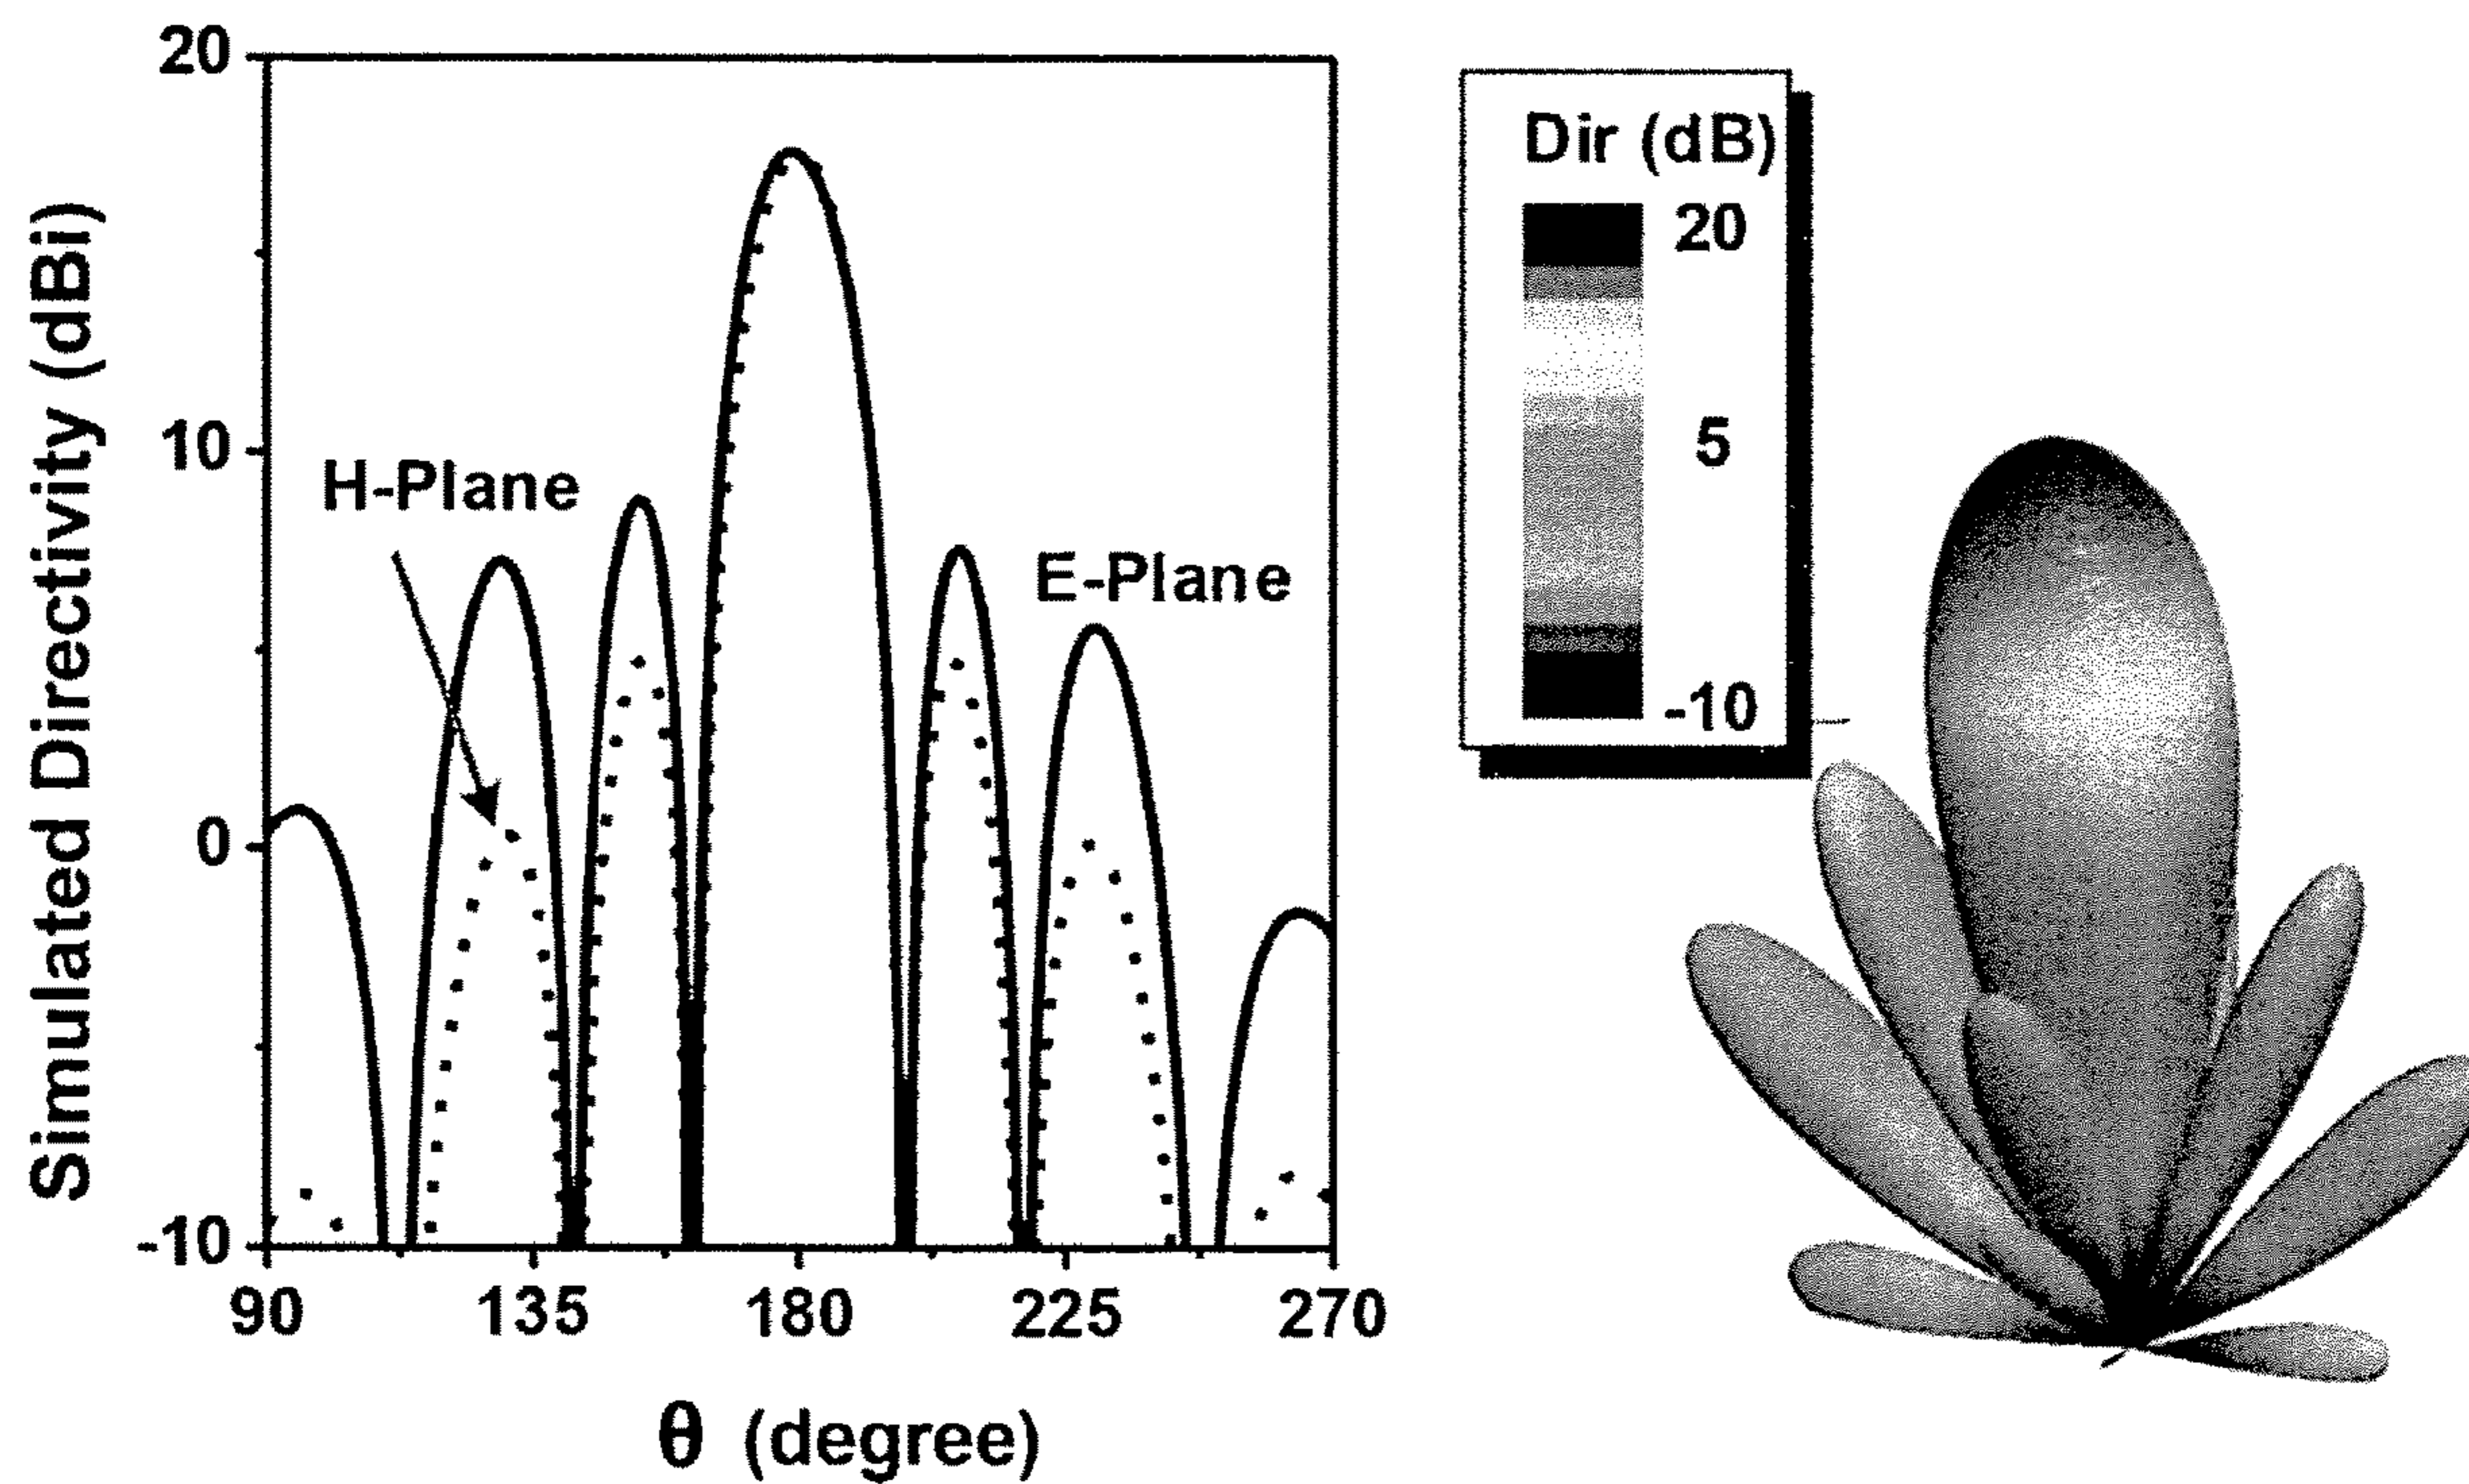 Simulated Directivity (dBi)
20
10
0
-10
H-Plane
E-Plane
90 135 180 225 270
θ (degree)
Dir (dB)
20
5
-10